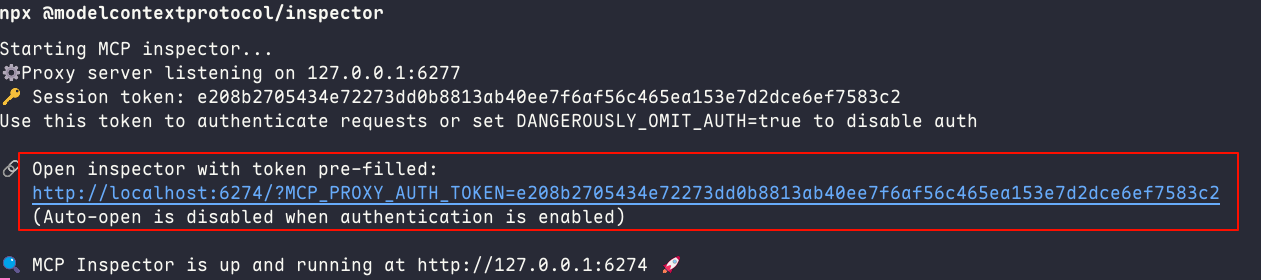 npx @modelcontextprotocol/inspector
Starting MCP inspector...
⚙️Proxy server listening on 127.0.0.1:6277
🔑 Session token: e208b2705434e72273dd0b8813ab40ee7f6af56c465ea153e7d2dce6ef7583c2
Use this token to authenticate requests or set DANGEROUSLY_OMIT_AUTH=true to disable auth
🔗 Open inspector with token pre-filled:
http://localhost:6274/?MCP_PROXY_AUTH_TOKEN=e208b2705434e72273dd0b8813ab40ee7f6af56c465ea153e7d2dce6ef7583c2
(Auto-open is disabled when authentication is enabled)
🔍 MCP Inspector is up and running at http://127.0.0.1:6274 🚀